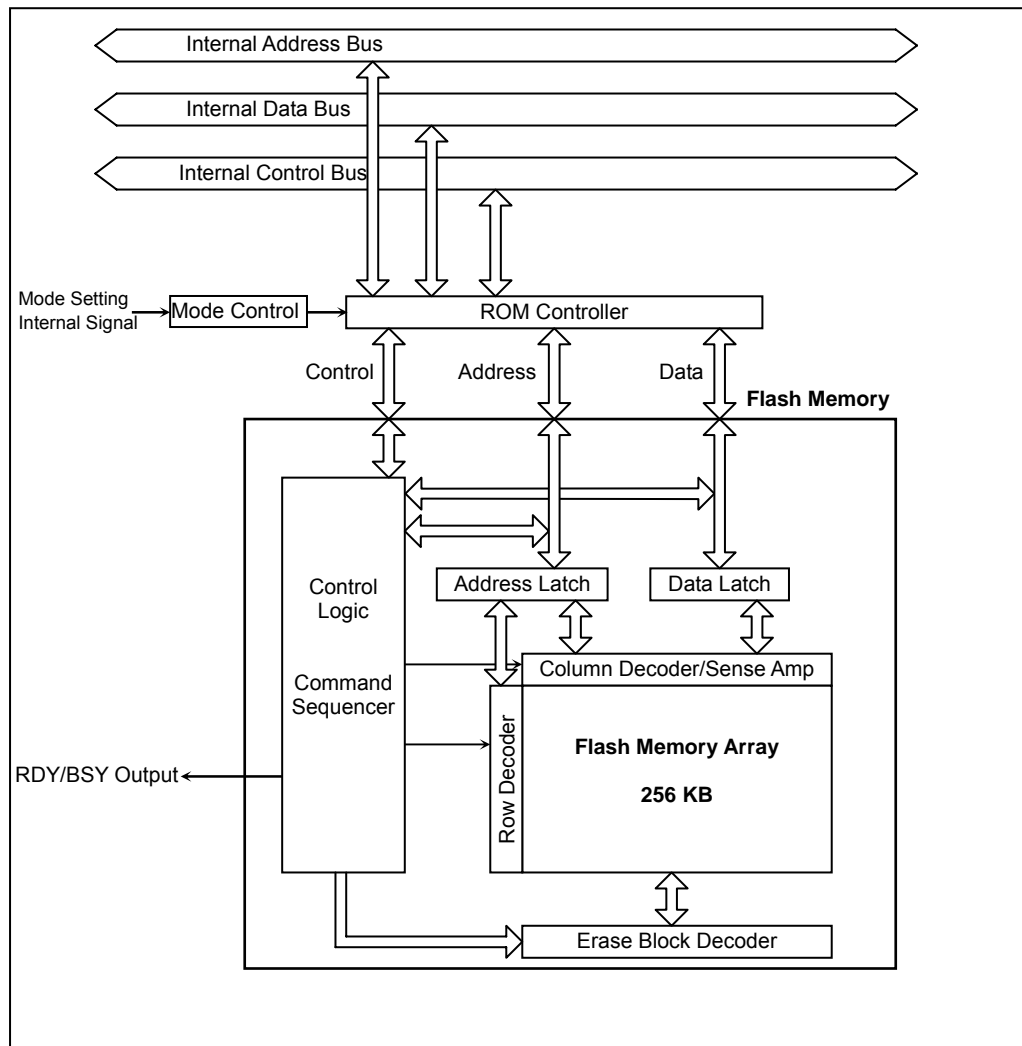 Internal Address Bus
Internal Data Bus
Internal Control Bus
Mode Setting
Internal Signal
Mode Control
ROM Controller
Control
Address
Data
Flash Memory
Control
Logic
Command
Sequencer
Address Latch
Data Latch
Column Decoder/Sense Amp
Row Decoder
Flash Memory Array
256 KB
RDY/BSY Output
Erase Block Decoder